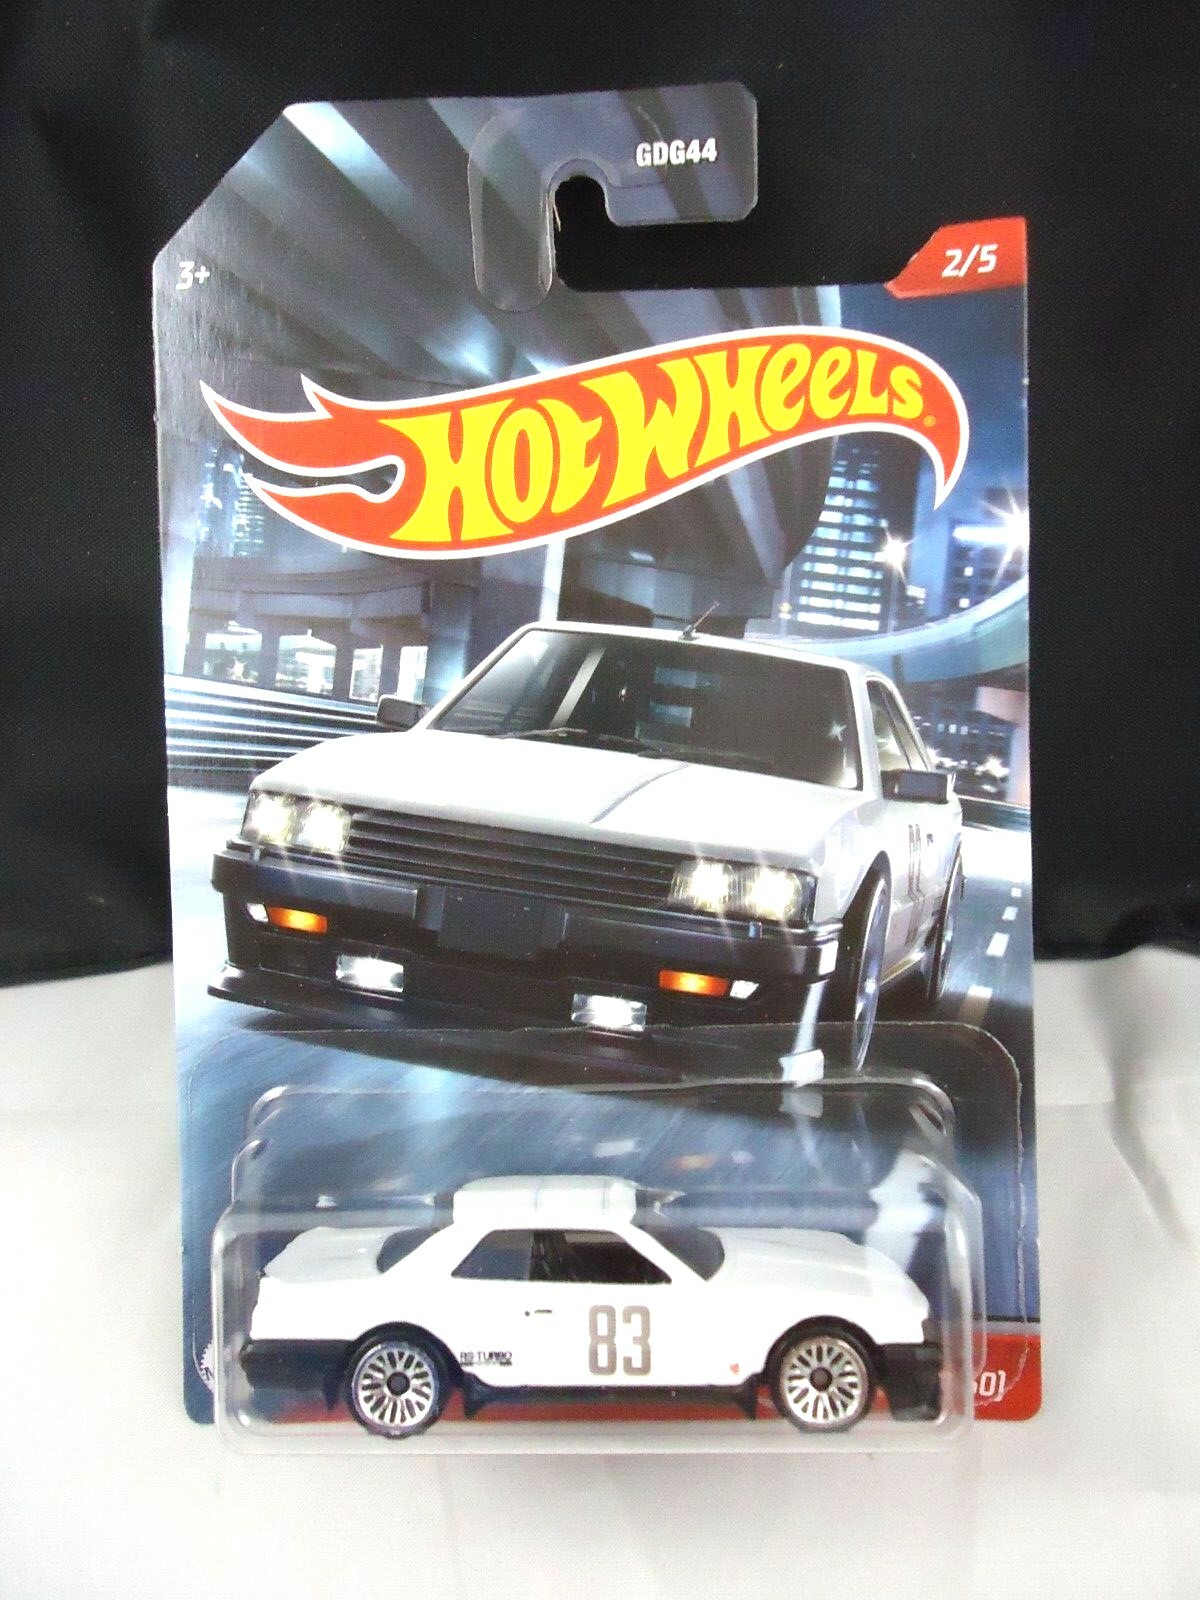 GDG44
3+
2/5
HOT WHEELS®
83
RS-TURBO